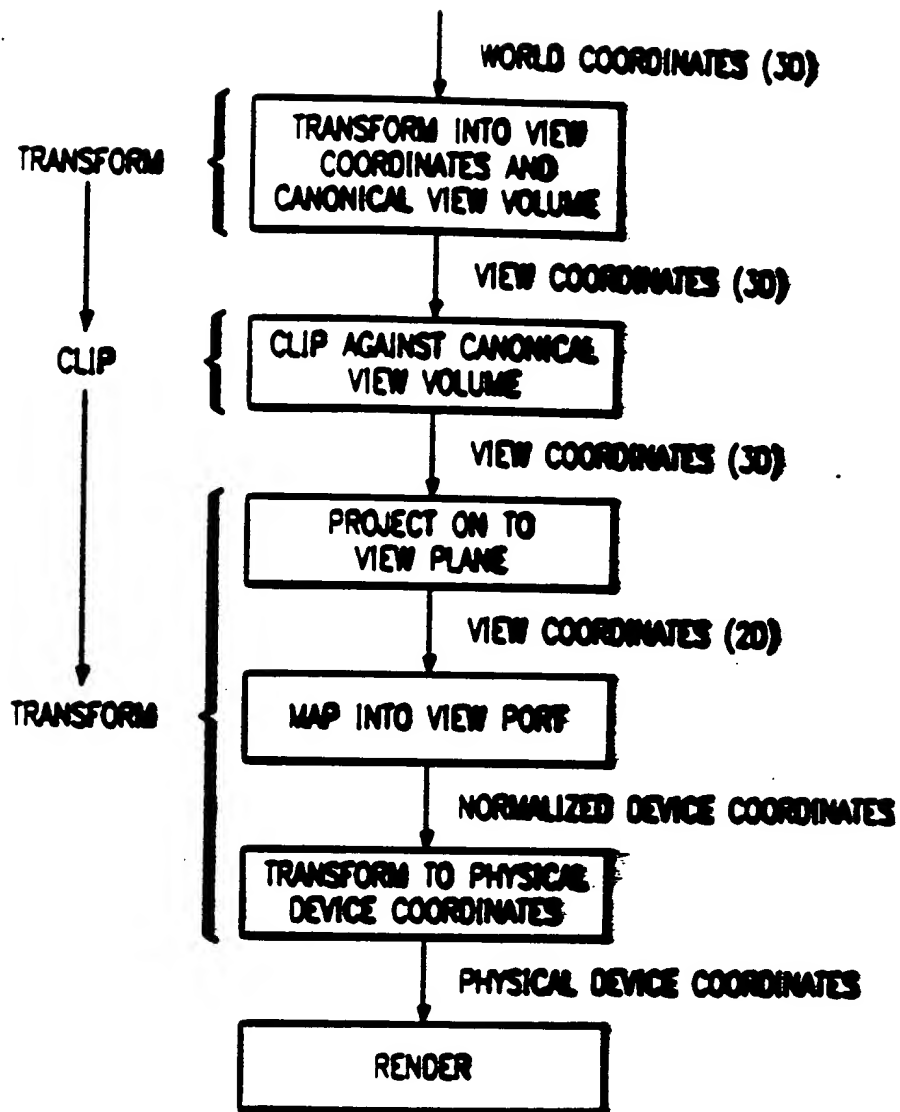 WORLD COORDINATES (3D)
TRANSFORM
TRANSFORM INTO VIEW
COORDINATES AND
CANONICAL VIEW VOLUME
VIEW COORDINATES (3D)
CLIP
CLIP AGAINST CANONICAL
VIEW VOLUME
VIEW COORDINATES (3D)
PROJECT ON TO
VIEW PLANE
VIEW COORDINATES (2D)
TRANSFORM
MAP INTO VIEW PORT
NORMALIZED DEVICE COORDINATES
TRANSFORM TO PHYSICAL
DEVICE COORDINATES
PHYSICAL DEVICE COORDINATES
RENDER